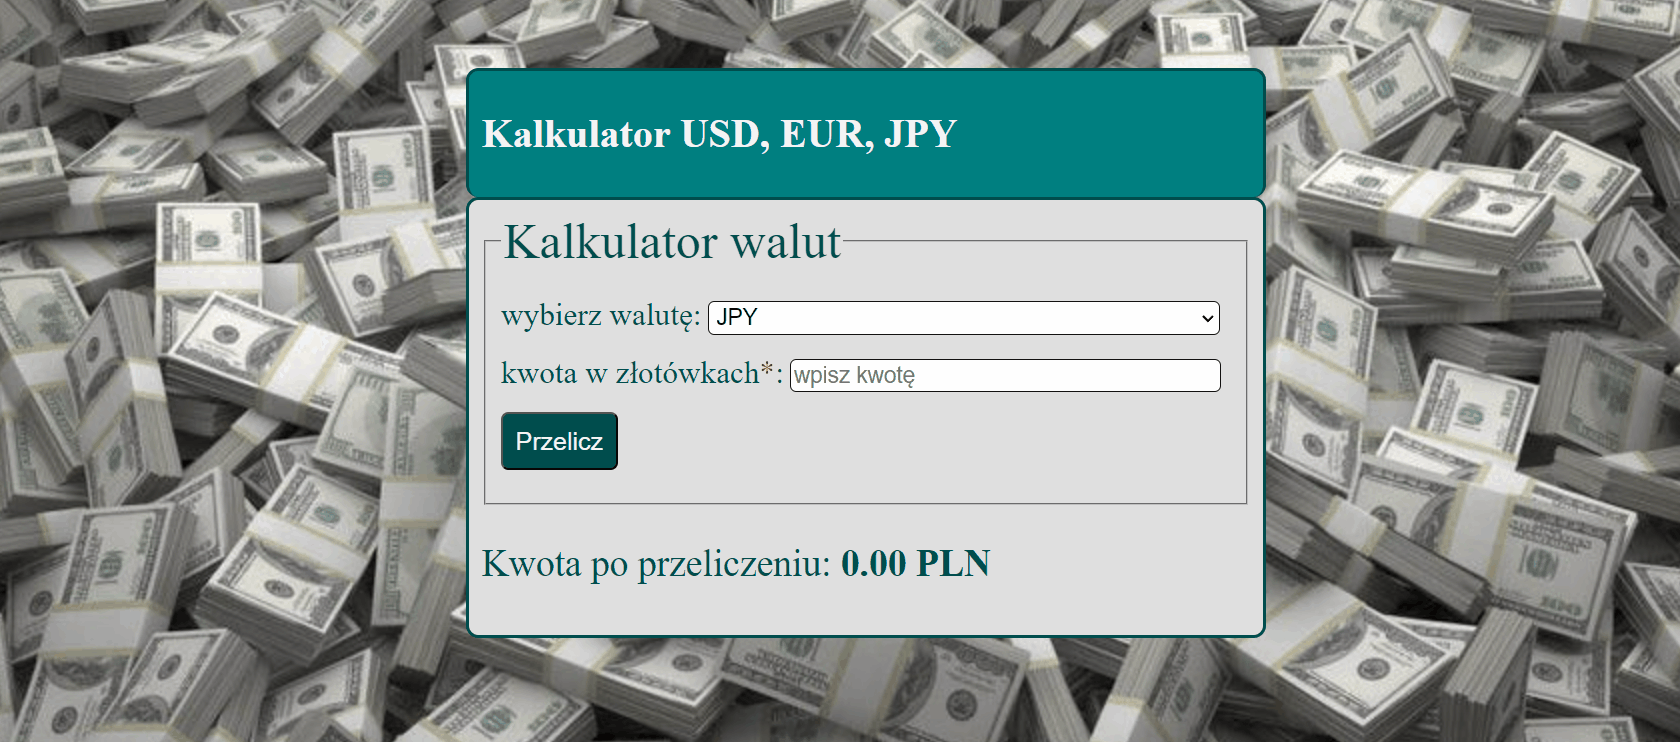 Kalkulator USD, EUR, JPY
Kalkulator walut
wybierz walutę: JPY
kwota w złotówkach*: wpisz kwotę
Przelicz
Kwota po przeliczeniu: 0.00 PLN